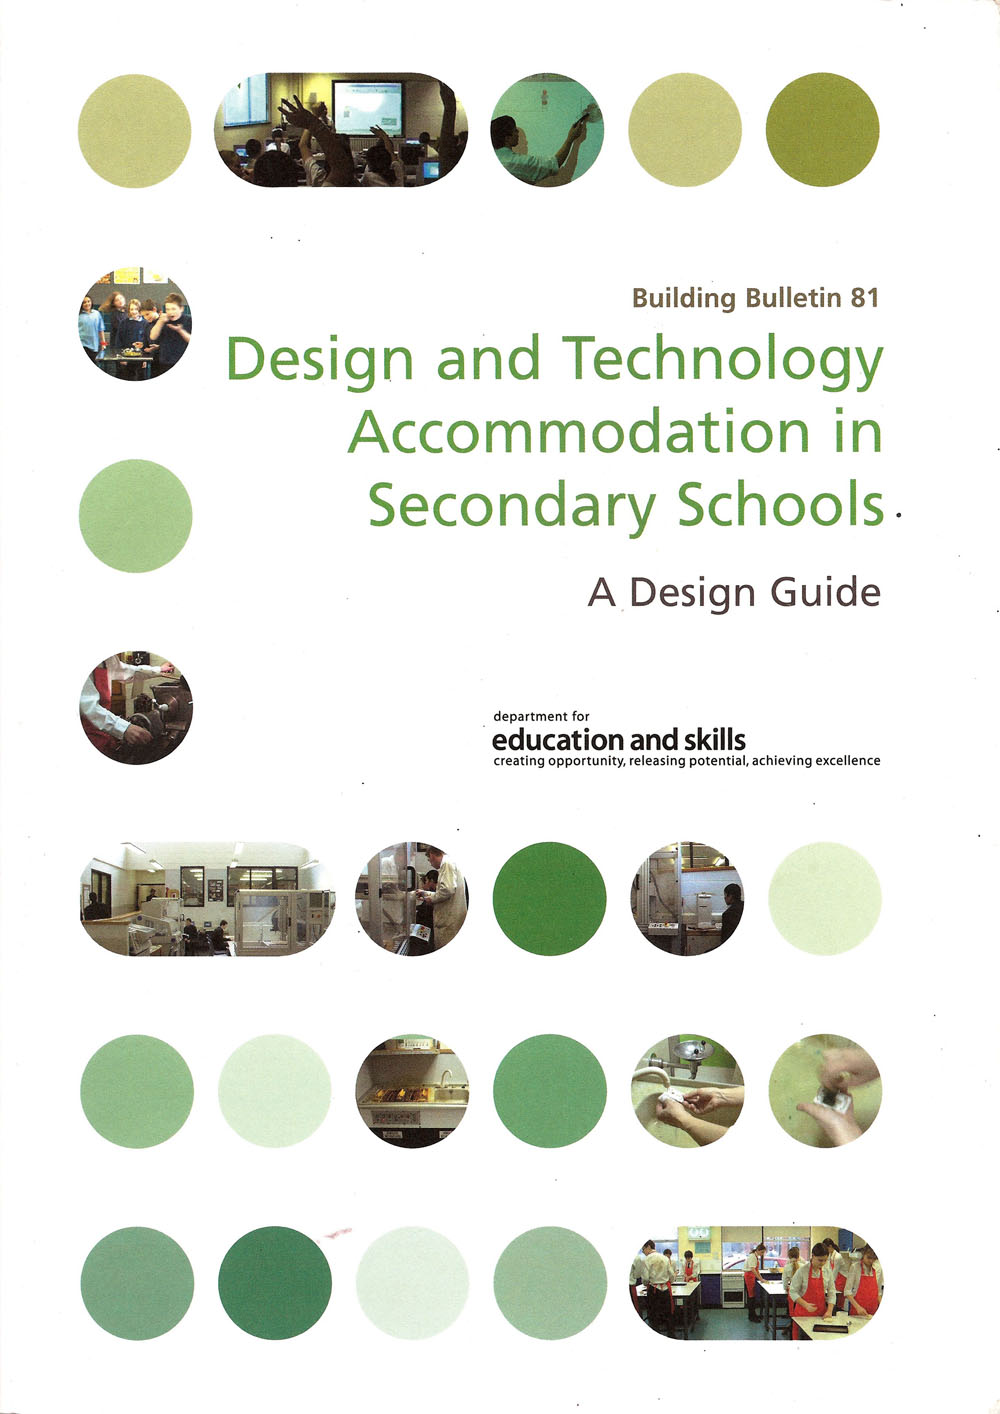 Building Bulletin 81
Design and Technology
Accommodation in
Secondary Schools
A Design Guide
department for
education and skills
creating opportunity, releasing potential, achieving excellence